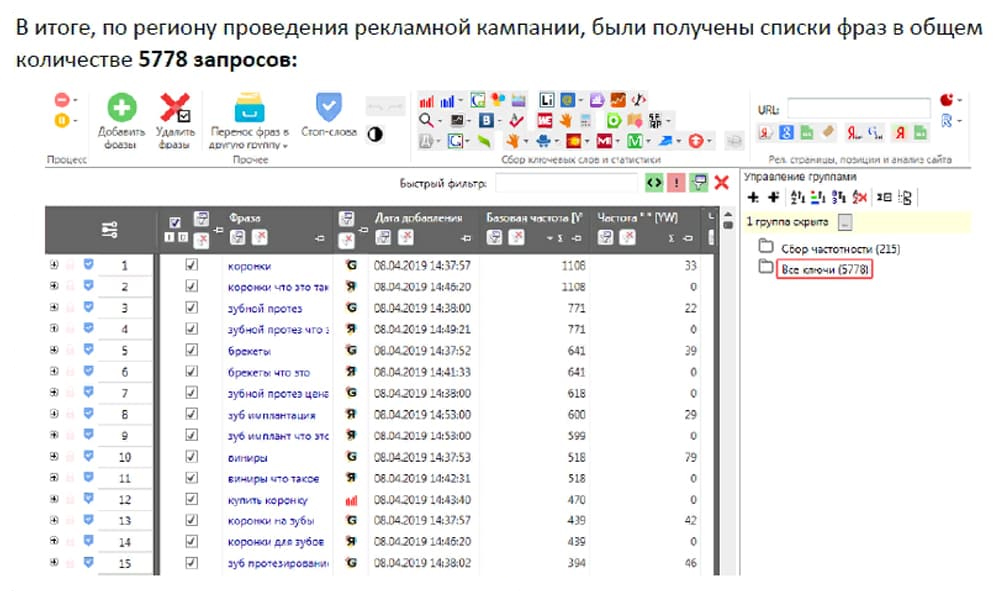 В итоге, по региону проведения рекламной кампании, были получены списки фраз в общем
количестве 5778 запросов:
Добавить фразы
Удалить фразы
Перенос фраз в другую группу
Стоп-слова
Процесс
Прочее
Сбор ключевых слов и статистики
URL:
Рел. страницы, позиции и анализ сайта
Быстрый фильтр:
Управление группами
1 группа скрыта ...
Сбор частотности (215)
Все ключи (5778)
Фраза Дата добавления Базовая частота [Y Частота " " [YW] Ч
1 коронки G 08.04.2019 14:37:57 1108 33
2 коронки что это так Я 08.04.2019 14:46:20 1108 0
3 зубной протез G 08.04.2019 14:38:00 771 22
4 зубной протез что Я 08.04.2019 14:49:21 771 0
5 брекеты G 08.04.2019 14:37:52 641 39
6 брекеты что это Я 08.04.2019 14:41:33 641 0
7 зубной протез цена G 08.04.2019 14:38:00 618 0
8 зуб имплантация Я 08.04.2019 14:53:00 600 29
9 зуб имплант что это Я 08.04.2019 14:53:00 599 0
10 виниры G 08.04.2019 14:37:53 518 79
11 виниры что такое Я 08.04.2019 14:42:31 518 0
12 купить коронку 08.04.2019 14:43:40 470 0
13 коронки на зубы G 08.04.2019 14:37:57 439 42
14 коронки для зубов Я 08.04.2019 14:46:20 439 0
15 зуб протезировани G 08.04.2019 14:38:02 394 46